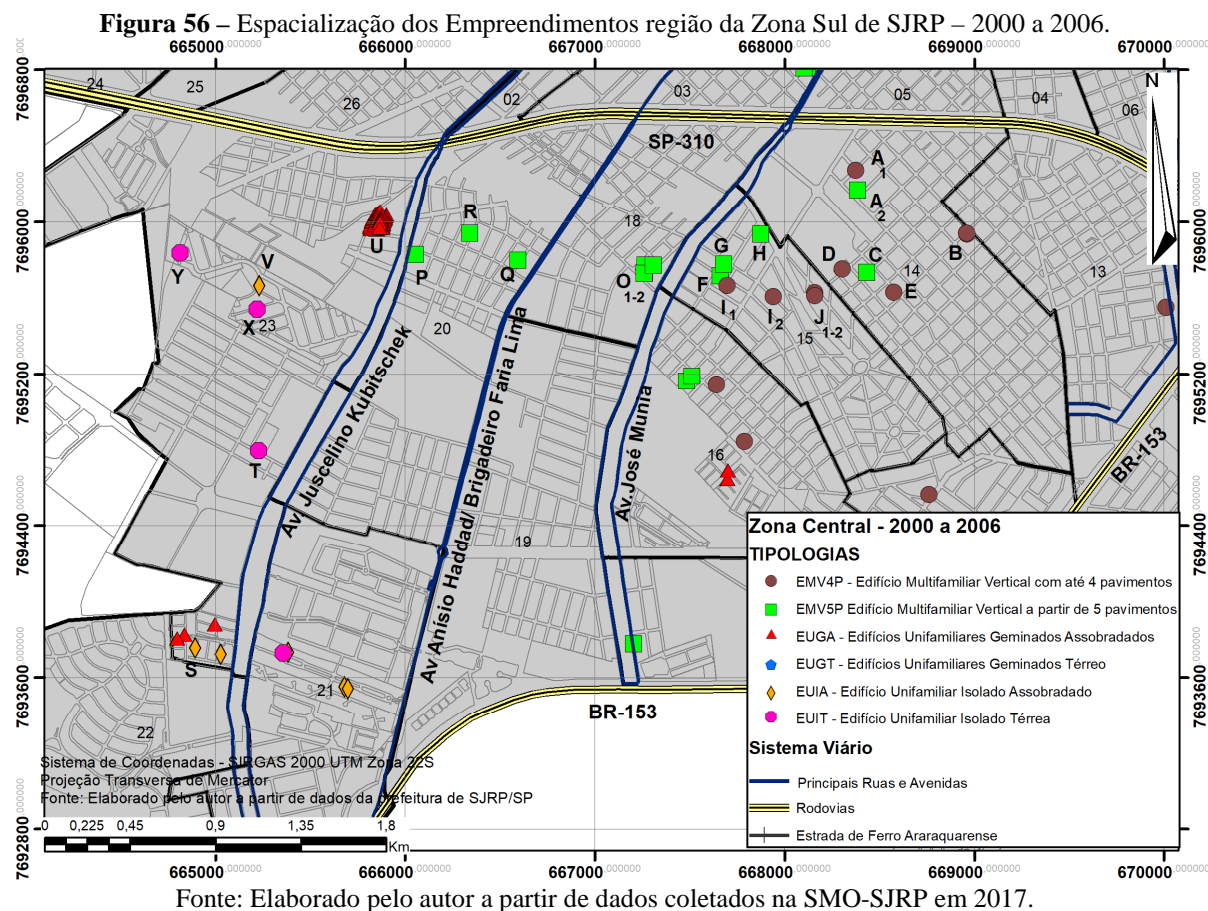 Figura 56 – Espacialização dos Empreendimentos região da Zona Sul de SJRP – 2000 a 2006.
665000,000000 666000,000000 667000,000000 668000,000000 669000,000000 670000,000000
7696800
7696000,000000
7695200,000000
7694400,000000
7693600,000000
7692800
24
25
26
02
03
05
04
06
N
SP-310
A
1
A
2
R
18
U
P
Q
G
H
B
D
C
14
13
O
1-2
F
E
Y
V
I1
I2
J
1-2
15
X
23
20
Av. Juscelino Kubitschek
Av Anísio Haddad/ Brigadeiro Faria Lima
Av.José Munia
T
16
BR-153
19
S
21
22
BR-153
Zona Central - 2000 a 2006
TIPOLOGIAS
EMV4P - Edifício Multifamiliar Vertical com até 4 pavimentos
EMV5P Edifício Multifamiliar Vertical a partir de 5 pavimentos
EUGA - Edifícios Unifamiliares Geminados Assobradados
EUGT - Edifícios Unifamiliares Geminados Térreo
EUIA - Edifício Unifamiliar Isolado Assobradado
EUIT - Edifício Unifamiliar Isolado Térrea
Sistema Viário
Principais Ruas e Avenidas
Rodovias
Estrada de Ferro Araraquarense
Sistema de Coordenadas - SIRGAS 2000 UTM Zona 22S
Projeção Transversa de Mercator
Fonte: Elaborado pelo autor a partir de dados da Prefeitura de SJRP/SP
0 0,225 0,45 0,9 1,35 1,8
Km
665000,000000 666000,000000 667000,000000 668000,000000 669000,000000 670000,000000
Fonte: Elaborado pelo autor a partir de dados coletados na SMO-SJRP em 2017.